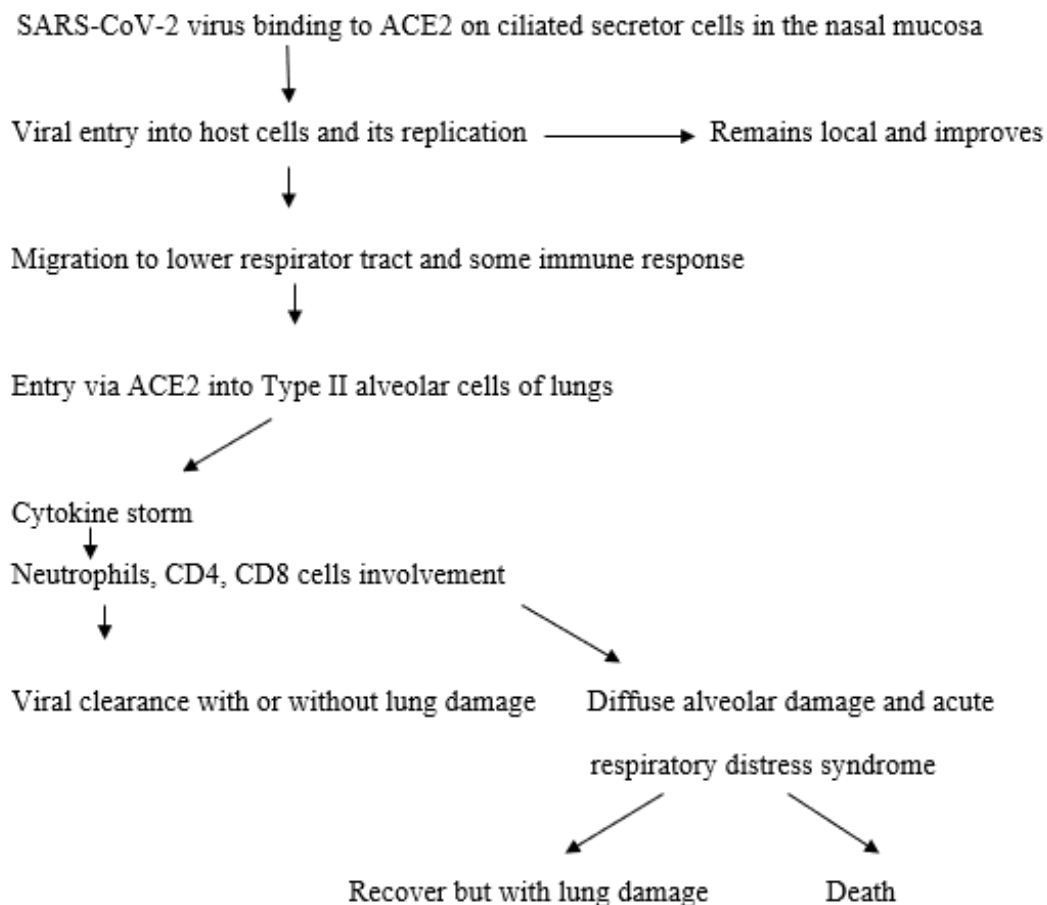 SARS-CoV-2 virus binding to ACE2 on ciliated secretor cells in the nasal mucosa
Viral entry into host cells and its replication
Remains local and improves
Migration to lower respirator tract and some immune response
Entry via ACE2 into Type II alveolar cells of lungs
Cytokine storm
Neutrophils, CD4, CD8 cells involvement
Viral clearance with or without lung damage
Diffuse alveolar damage and acute
respiratory distress syndrome
Recover but with lung damage
Death